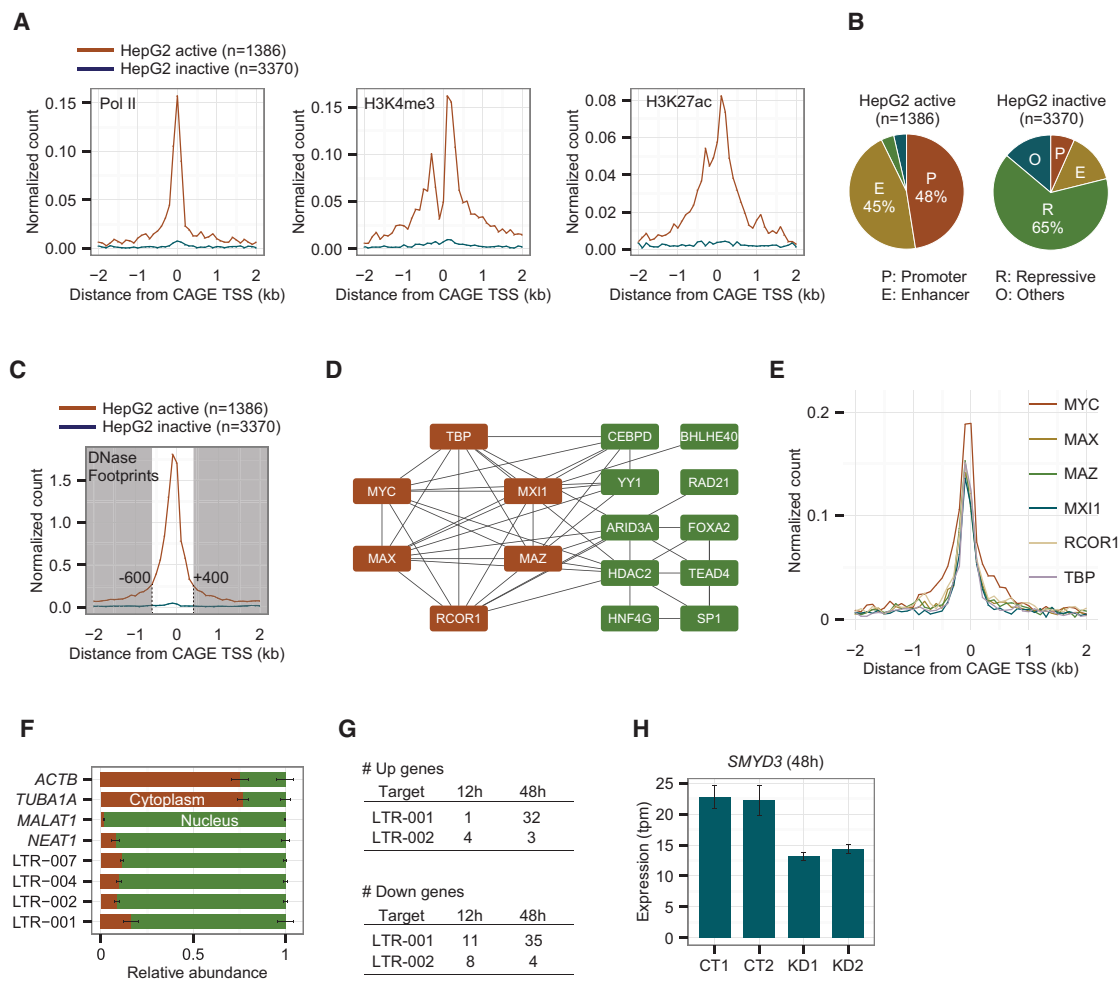 A
HepG2 active (n=1386)
HepG2 inactive (n=3370)
Pol II
Normalized count
0.15
0.10
0.05
0.00
−2 −1 0 1 2
Distance from CAGE TSS (kb)
H3K4me3
Normalized count
0.15
0.10
0.05
0.00
−2 −1 0 1 2
Distance from CAGE TSS (kb)
H3K27ac
Normalized count
0.08
0.06
0.04
0.02
0.00
−2 −1 0 1 2
Distance from CAGE TSS (kb)
B
HepG2 active
(n=1386)
E
45%
P
48%
HepG2 inactive
(n=3370)
O
P
E
R
65%
P: Promoter
E: Enhancer
R: Repressive
O: Others
C
HepG2 active (n=1386)
HepG2 inactive (n=3370)
DNase
Footprints
Normalized count
1.5
1.0
0.5
0.0
-600
+400
−2 −1 0 1 2
Distance from CAGE TSS (kb)
D
TBP
CEBPD
BHLHE40
MYC
MXI1
YY1
RAD21
ARID3A
FOXA2
MAX
MAZ
HDAC2
TEAD4
RCOR1
HNF4G
SP1
E
MYC
MAX
MAZ
MXI1
RCOR1
TBP
Normalized count
0.2
0.1
0
−2 −1 0 1 2
Distance from CAGE TSS (kb)
F
ACTB
TUBA1A
MALAT1
NEAT1
LTR−007
LTR−004
LTR−002
LTR−001
Cytoplasm
Nucleus
0 0.5 1
Relative abundance
G
# Up genes
Target 12h 48h
LTR-001 1 32
LTR-002 4 3
# Down genes
Target 12h 48h
LTR-001 11 35
LTR-002 8 4
H
SMYD3 (48h)
Expression (tpm)
25
20
15
10
5
0
CT1 CT2 KD1 KD2